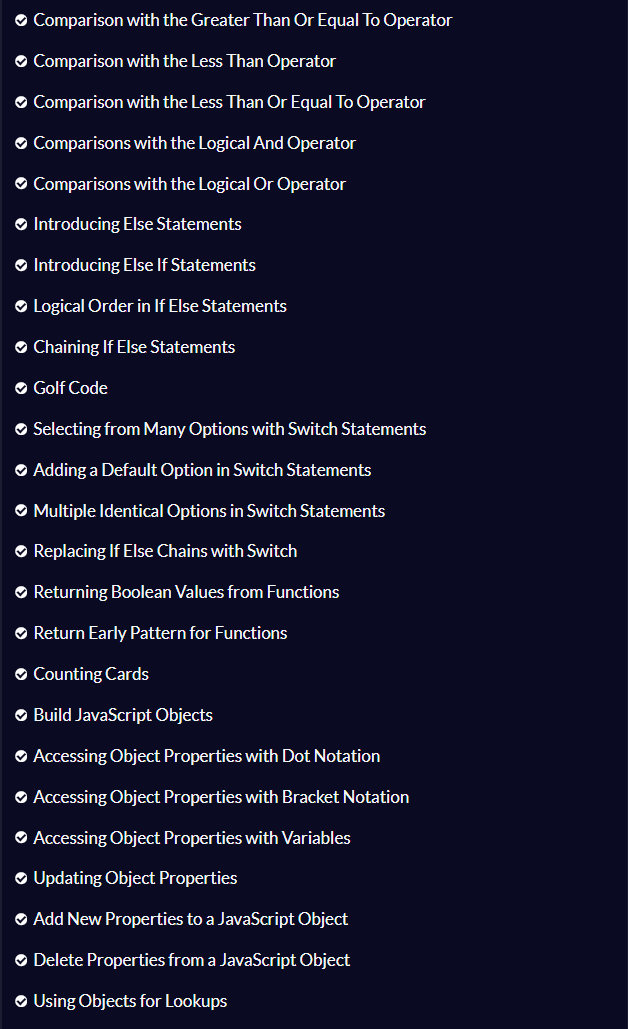 Comparison with the Greater Than Or Equal To Operator
Comparison with the Less Than Operator
Comparison with the Less Than Or Equal To Operator
Comparisons with the Logical And Operator
Comparisons with the Logical Or Operator
Introducing Else Statements
Introducing Else If Statements
Logical Order in If Else Statements
Chaining If Else Statements
Golf Code
Selecting from Many Options with Switch Statements
Adding a Default Option in Switch Statements
Multiple Identical Options in Switch Statements
Replacing If Else Chains with Switch
Returning Boolean Values from Functions
Return Early Pattern for Functions
Counting Cards
Build JavaScript Objects
Accessing Object Properties with Dot Notation
Accessing Object Properties with Bracket Notation
Accessing Object Properties with Variables
Updating Object Properties
Add New Properties to a JavaScript Object
Delete Properties from a JavaScript Object
Using Objects for Lookups